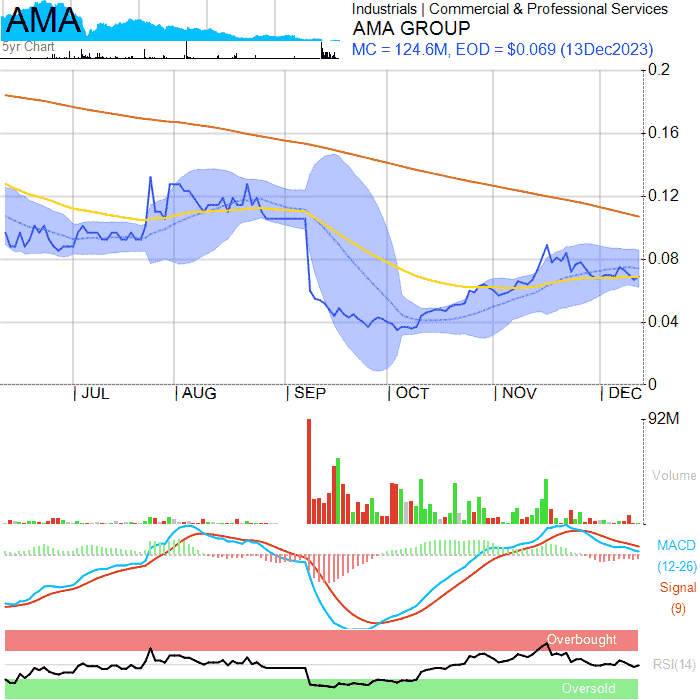 AMA
5yr Chart
Industrials | Commercial & Professional Services
AMA GROUP
MC = 124.6M, EOD = $0.069 (13Dec2023)
0.2
0.16
0.12
0.08
0.04
0
| JUL | AUG | SEP | OCT | NOV | DEC
92M
Volume
MACD
(12-26)
Signal
(9)
Overbought
RSI(14)
Oversold